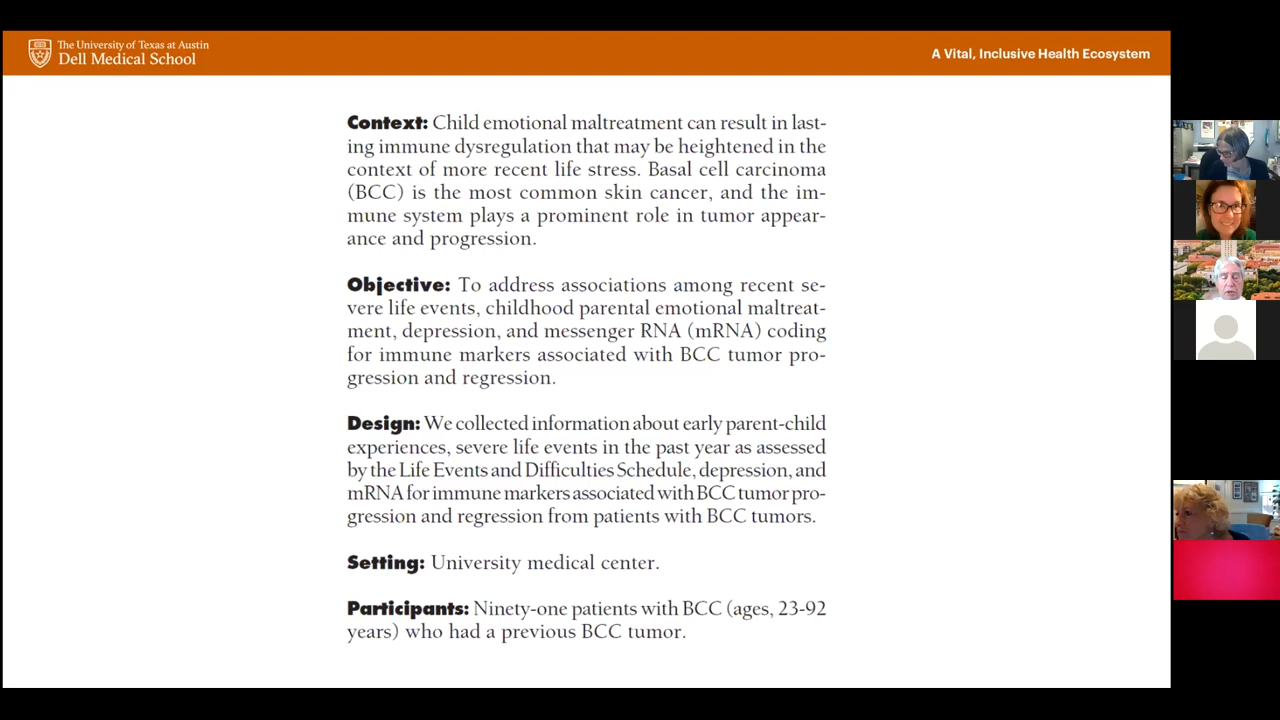 The University of Texas at Austin
Dell Medical School
A Vital, Inclusive Health Ecosystem
Context: Child emotional maltreatment can result in last-
ing immune dysregulation that may be heightened in the
context of more recent life stress. Basal cell carcinoma
(BCC) is the most common skin cancer, and the im-
mune system plays a prominent role in tumor appear-
ance and progression.
Objective: To address associations among recent se-
vere life events, childhood parental emotional maltreat-
ment, depression, and messenger RNA (mRNA) coding
for immune markers associated with BCC tumor pro-
gression and regression.
Design: We collected information about early parent-child
experiences, severe life events in the past year as assessed
by the Life Events and Difficulties Schedule, depression, and
mRNA for immune markers associated with BCC tumor pro-
gression and regression from patients with BCC tumors.
Setting: University medical center.
Participants: Ninety-one patients with BCC (ages, 23-92
years) who had a previous BCC tumor.